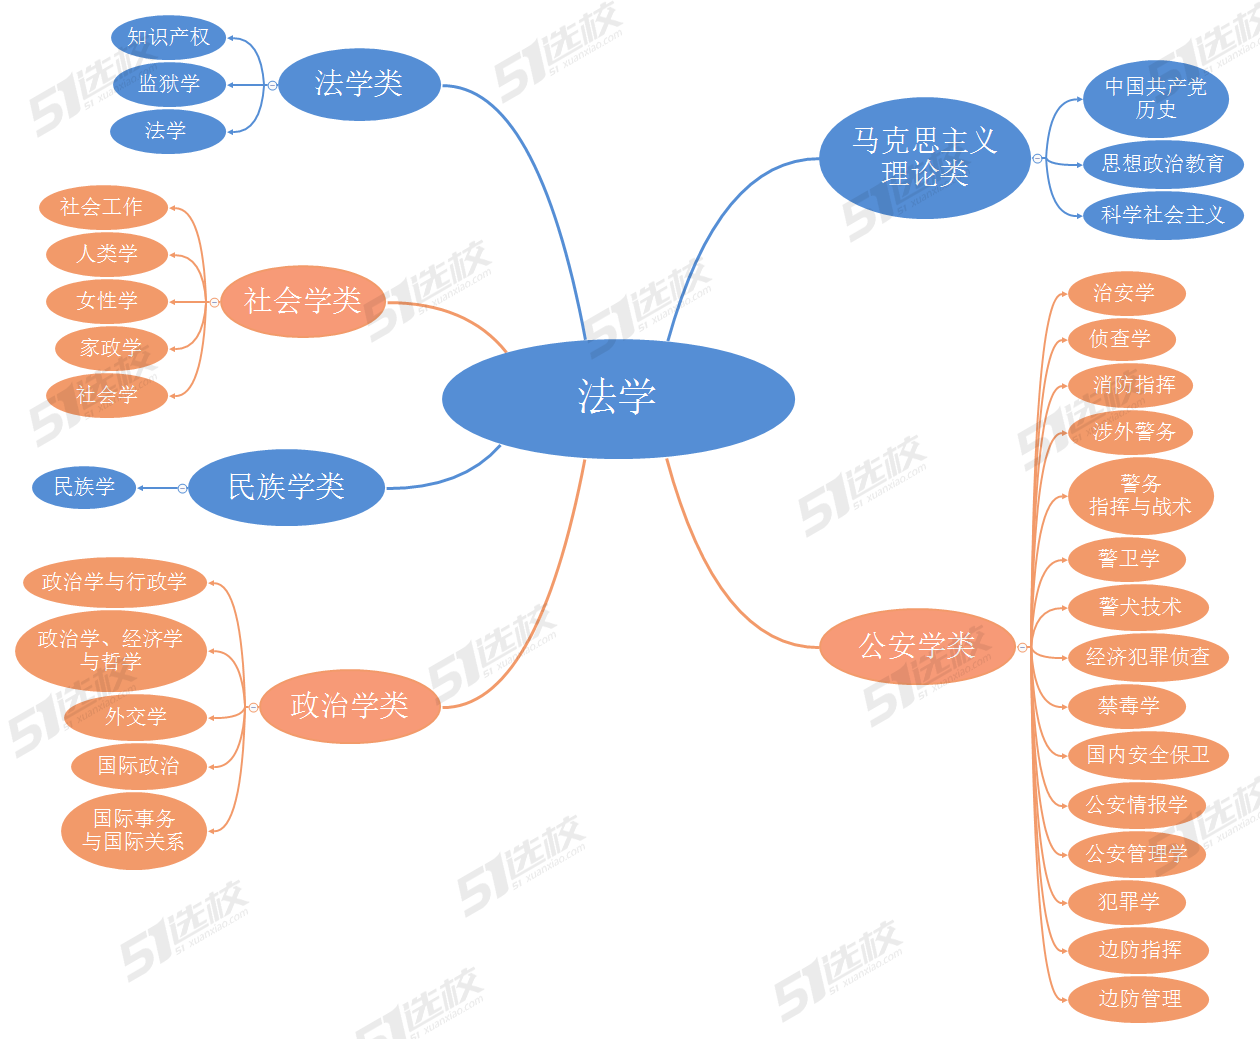 法学
法学类
知识产权
监狱学
法学
社会学类
社会工作
人类学
女性学
家政学
社会学
民族学类
民族学
政治学类
政治学与行政学
政治学、经济学
与哲学
外交学
国际政治
国际事务
与国际关系
马克思主义
理论类
中国共产党
历史
思想政治教育
科学社会主义
公安学类
治安学
侦查学
消防指挥
涉外警务
警务
指挥与战术
警卫学
警犬技术
经济犯罪侦查
禁毒学
国内安全保卫
公安情报学
公安管理学
犯罪学
边防指挥
边防管理
51选校
51 xuanxiao.com